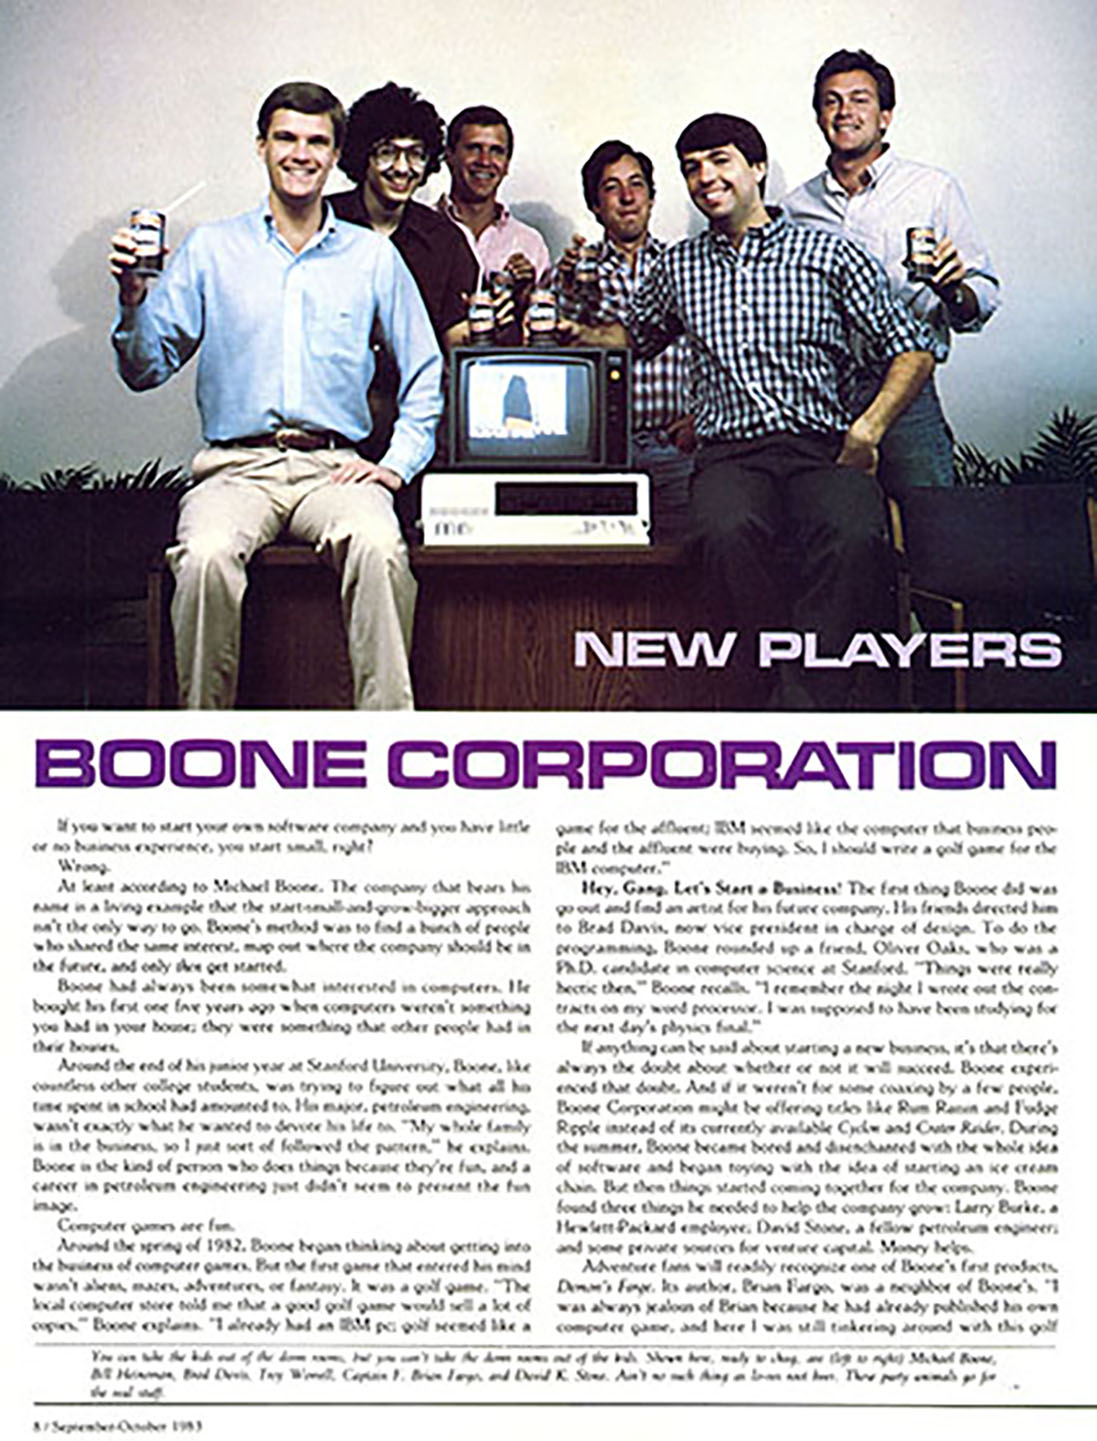 NEW PLAYERS
BOONE CORPORATION
If you want to start your own software company and you have little
or no business experience, you start small, right?
Wrong.
At least according to Michael Boone. The company that bears his
name is a living example that the start-small-and-grow-bigger approach
isn't the only way to go. Boone's method was to find a bunch of people
who shared the same interest, map out where the company should be in
the future, and only then get started.
Boone had always been somewhat interested in computers. He
bought his first one five years ago when computers weren't something
you had in your house; they were something that other people had in
their houses.
Around the end of his junior year at Stanford University, Boone, like
countless other college students, was trying to figure out what all his
time spent in school had amounted to. His major, petroleum engineering,
wasn't exactly what he wanted to devote his life to. "My whole family
is in the business, so I just sort of followed the pattern," he explains.
Boone is the kind of person who does things because they're fun, and a
career in petroleum engineering just didn't seem to present the fun
image.
Computer games are fun.
Around the spring of 1982, Boone began thinking about getting into
the business of computer games. But the first game that entered his mind
wasn't aliens, mazes, adventures, or fantasy. It was a golf game. "The
local computer store told me that a good golf game would sell a lot of
copies," Boone explains. "I already had an IBM pc; golf seemed like a
game for the affluent; IBM seemed like the computer that business peo-
ple and the affluent were buying. So, I should write a golf game for the
IBM computer."
Hey, Gang, Let's Start a Business! The first thing Boone did was
go out and find an artist for his future company. His friends directed him
to Brad Davis, now vice president in charge of design. To do the
programming, Boone rounded up a friend, Oliver Oaks, who was a
Ph.D. candidate in computer science at Stanford. "Things were really
hectic then," Boone recalls. "I remember the night I wrote out the con-
tracts on my word processor. I was supposed to have been studying for
the next day's physics final."
If anything can be said about starting a new business, it's that there's
always the doubt about whether or not it will succeed. Boone experi-
enced that doubt. And if it weren't for some coaxing by a few people,
Boone Corporation might be offering titles like Rum Raisin and Fudge
Ripple instead of its currently available Cyclon and Crater Raider. During
the summer, Boone became bored and disenchanted with the whole idea
of software and began toying with the idea of starting an ice cream
chain. But then things started coming together for the company. Boone
found three things he needed to help the company grow: Larry Burke, a
Hewlett-Packard employee; David Stone, a fellow petroleum engineer;
and some private sources for venture capital. Money helps.
Adventure fans will readily recognize one of Boone's first products,
Demon's Forge. Its author, Brian Fargo, was a neighbor of Boone's. "I
was always jealous of Brian because he had already published his own
computer game, and here I was still tinkering around with this golf
You can take the kids out of the dorm rooms, but you can't take the dorm rooms out of the kids. Shown here, ready to chug, are (left to right) Michael Boone,
Bill Heineman, Brad Davis, Troy Worrell, Captain F. Brian Fargo, and David K. Stone. Ain't no such thing as root beer. These party animals go for
the real stuff.
8 / September-October 1983